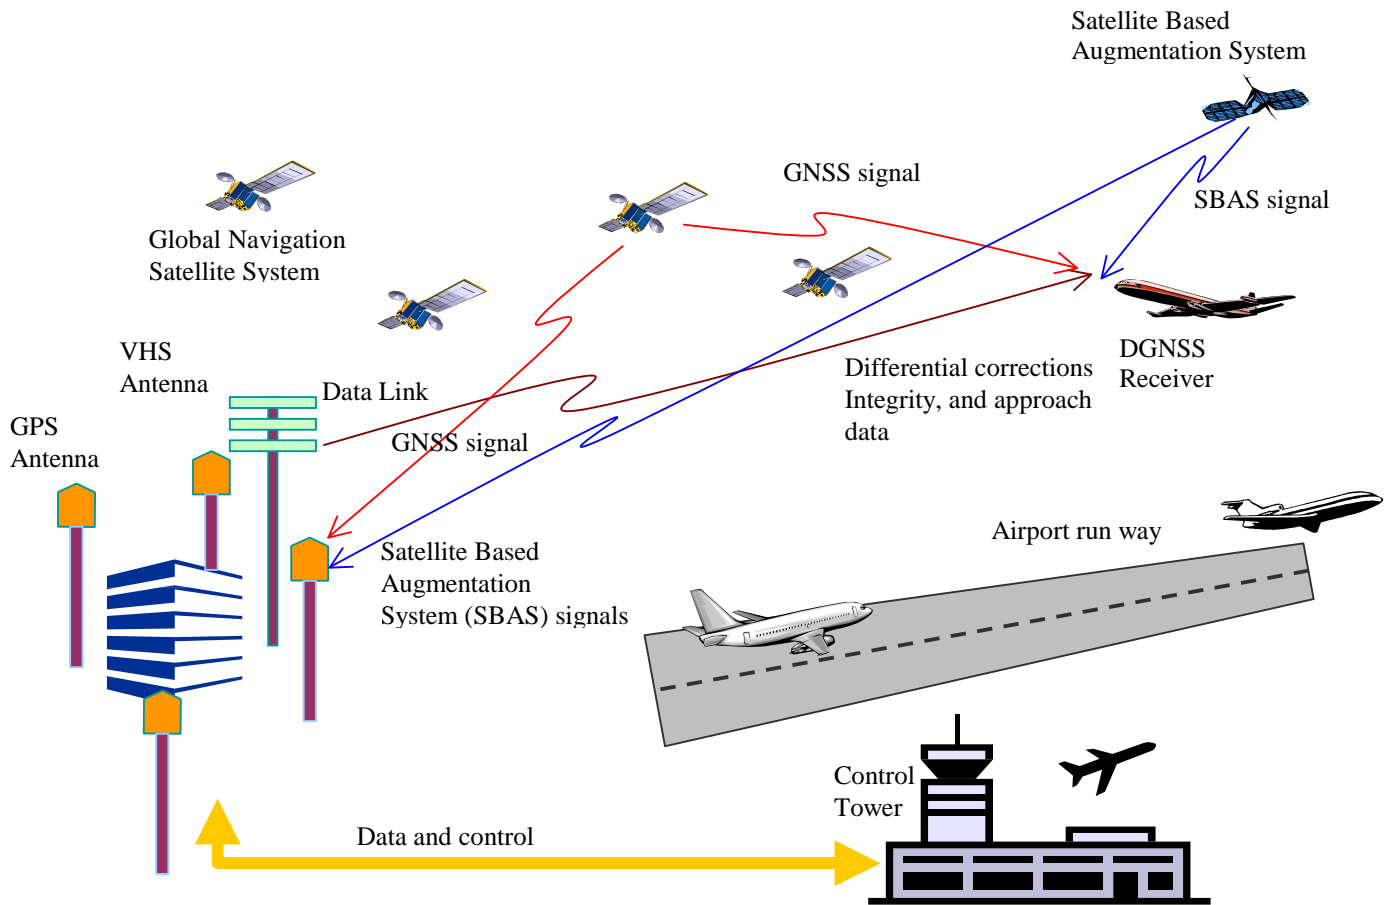 Satellite Based
Augmentation System
GNSS signal
SBAS signal
Global Navigation
Satellite System
VHS
Antenna
Data Link
DGNSS
Receiver
Differential corrections
Integrity, and approach
data
GPS
Antenna
GNSS signal
Airport run way
Satellite Based
Augmentation
System (SBAS) signals
Control
Tower
Data and control